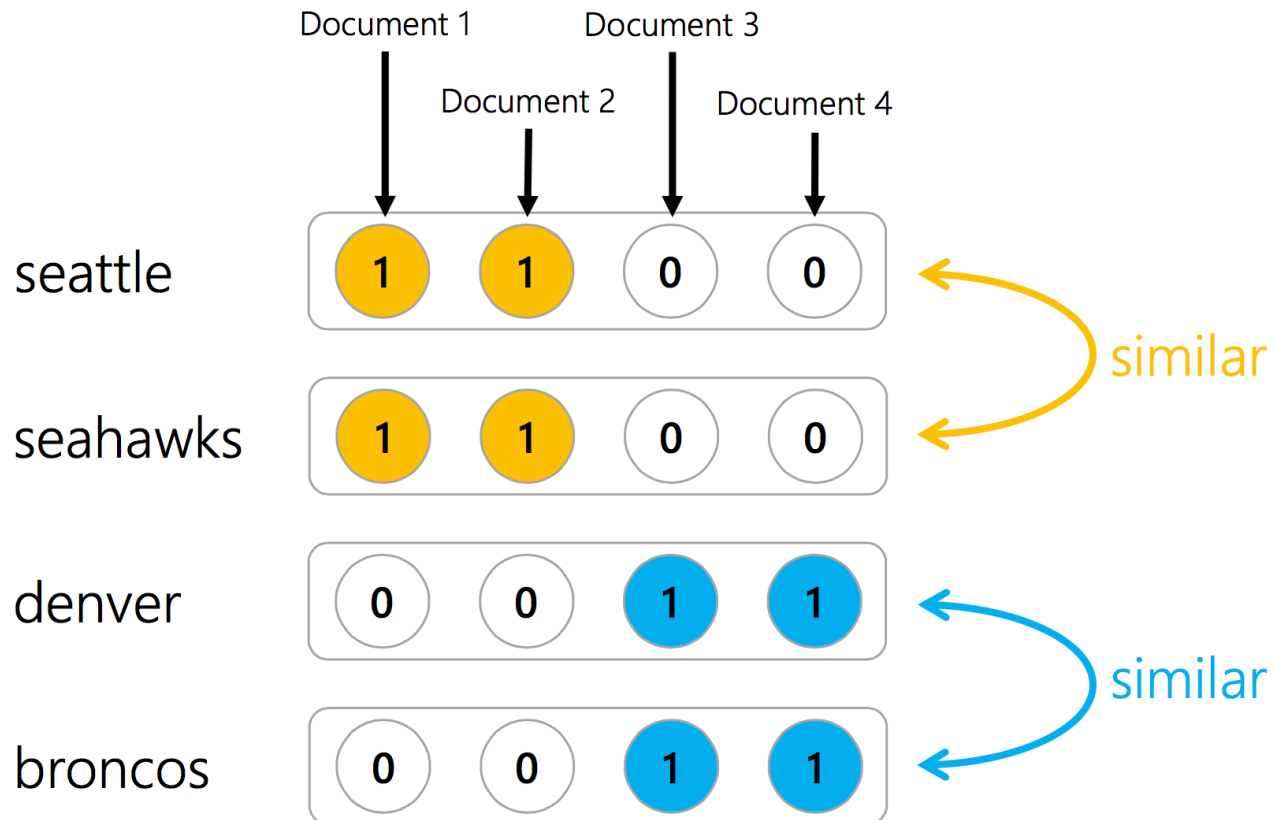 Document 1
Document 3
Document 2
Document 4
seattle
1 1 0 0
similar
seahawks
1 1 0 0
denver
0 0 1 1
similar
broncos
0 0 1 1